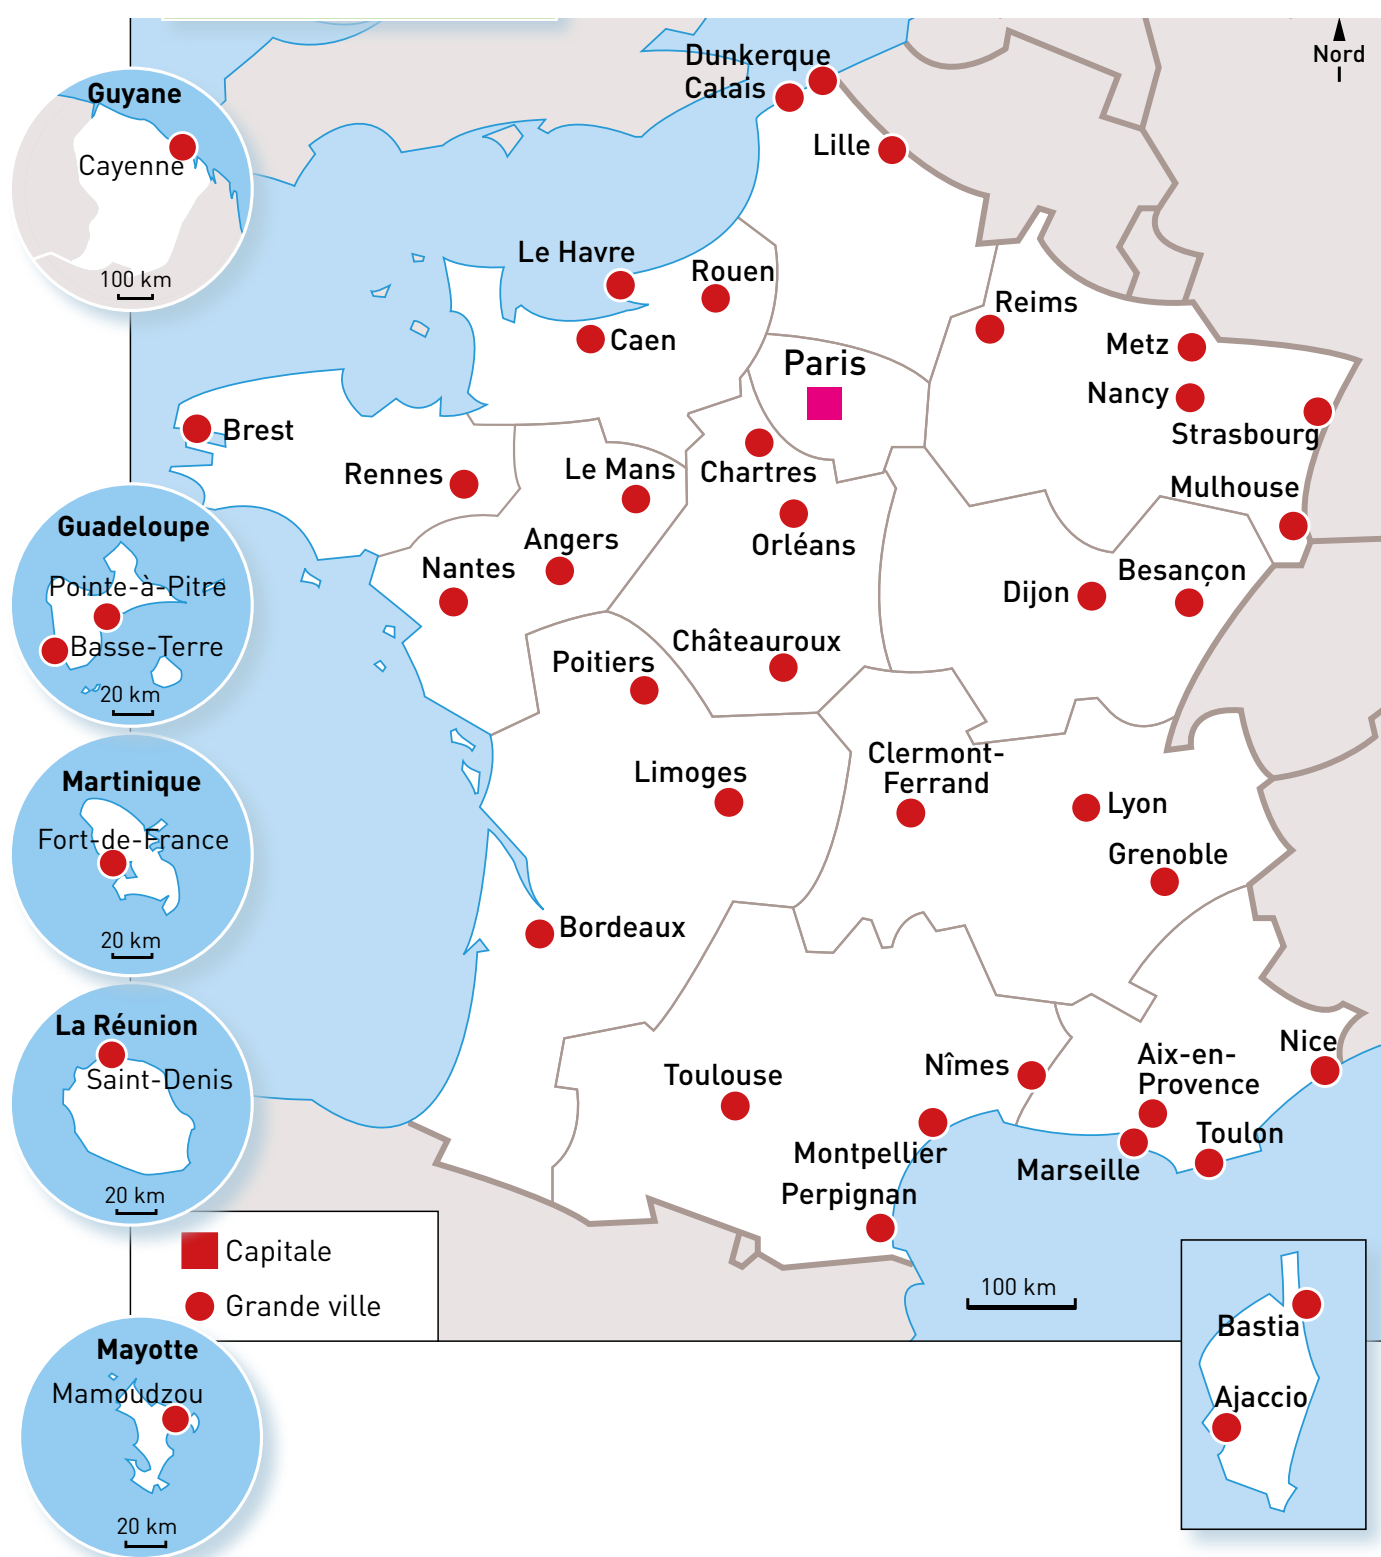 Nord
Dunkerque
Calais
Lille
Guyane
Cayenne
100 km
Le Havre
Rouen
Caen
Reims
Metz
Nancy
Strasbourg
Mulhouse
Paris
Brest
Rennes
Le Mans
Chartres
Angers
Orléans
Nantes
Dijon
Besançon
Guadeloupe
Pointe-à-Pitre
Basse-Terre
20 km
Poitiers
Châteauroux
Limoges
Clermont-
Ferrand
Lyon
Grenoble
Martinique
Fort-de-France
20 km
Bordeaux
La Réunion
Saint-Denis
20 km
Toulouse
Nîmes
Aix-en-
Provence
Nice
Montpellier
Marseille
Toulon
Perpignan
Capitale
Grande ville
100 km
Mayotte
Mamoudzou
20 km
Bastia
Ajaccio